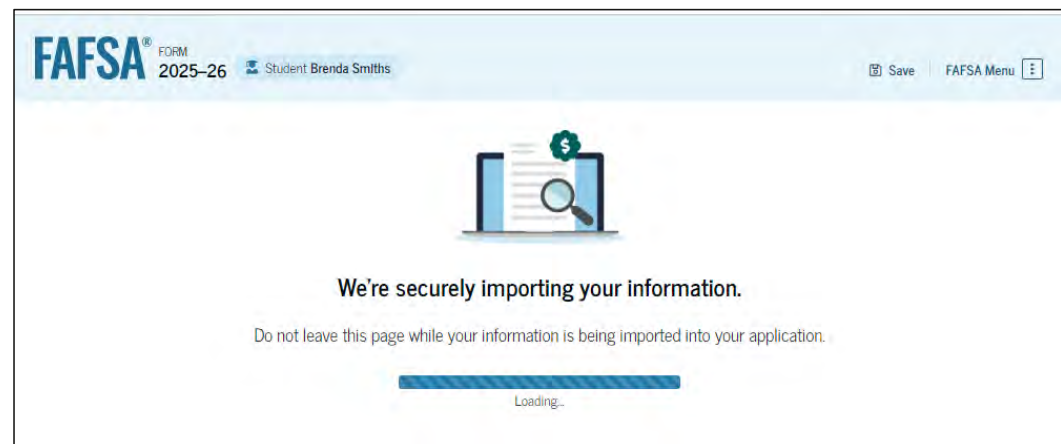 FAFSA® FORM
2025–26
Student Brenda Smiths
Save
FAFSA Menu
$
We're securely importing your information.
Do not leave this page while your information is being imported into your application.
Loading...